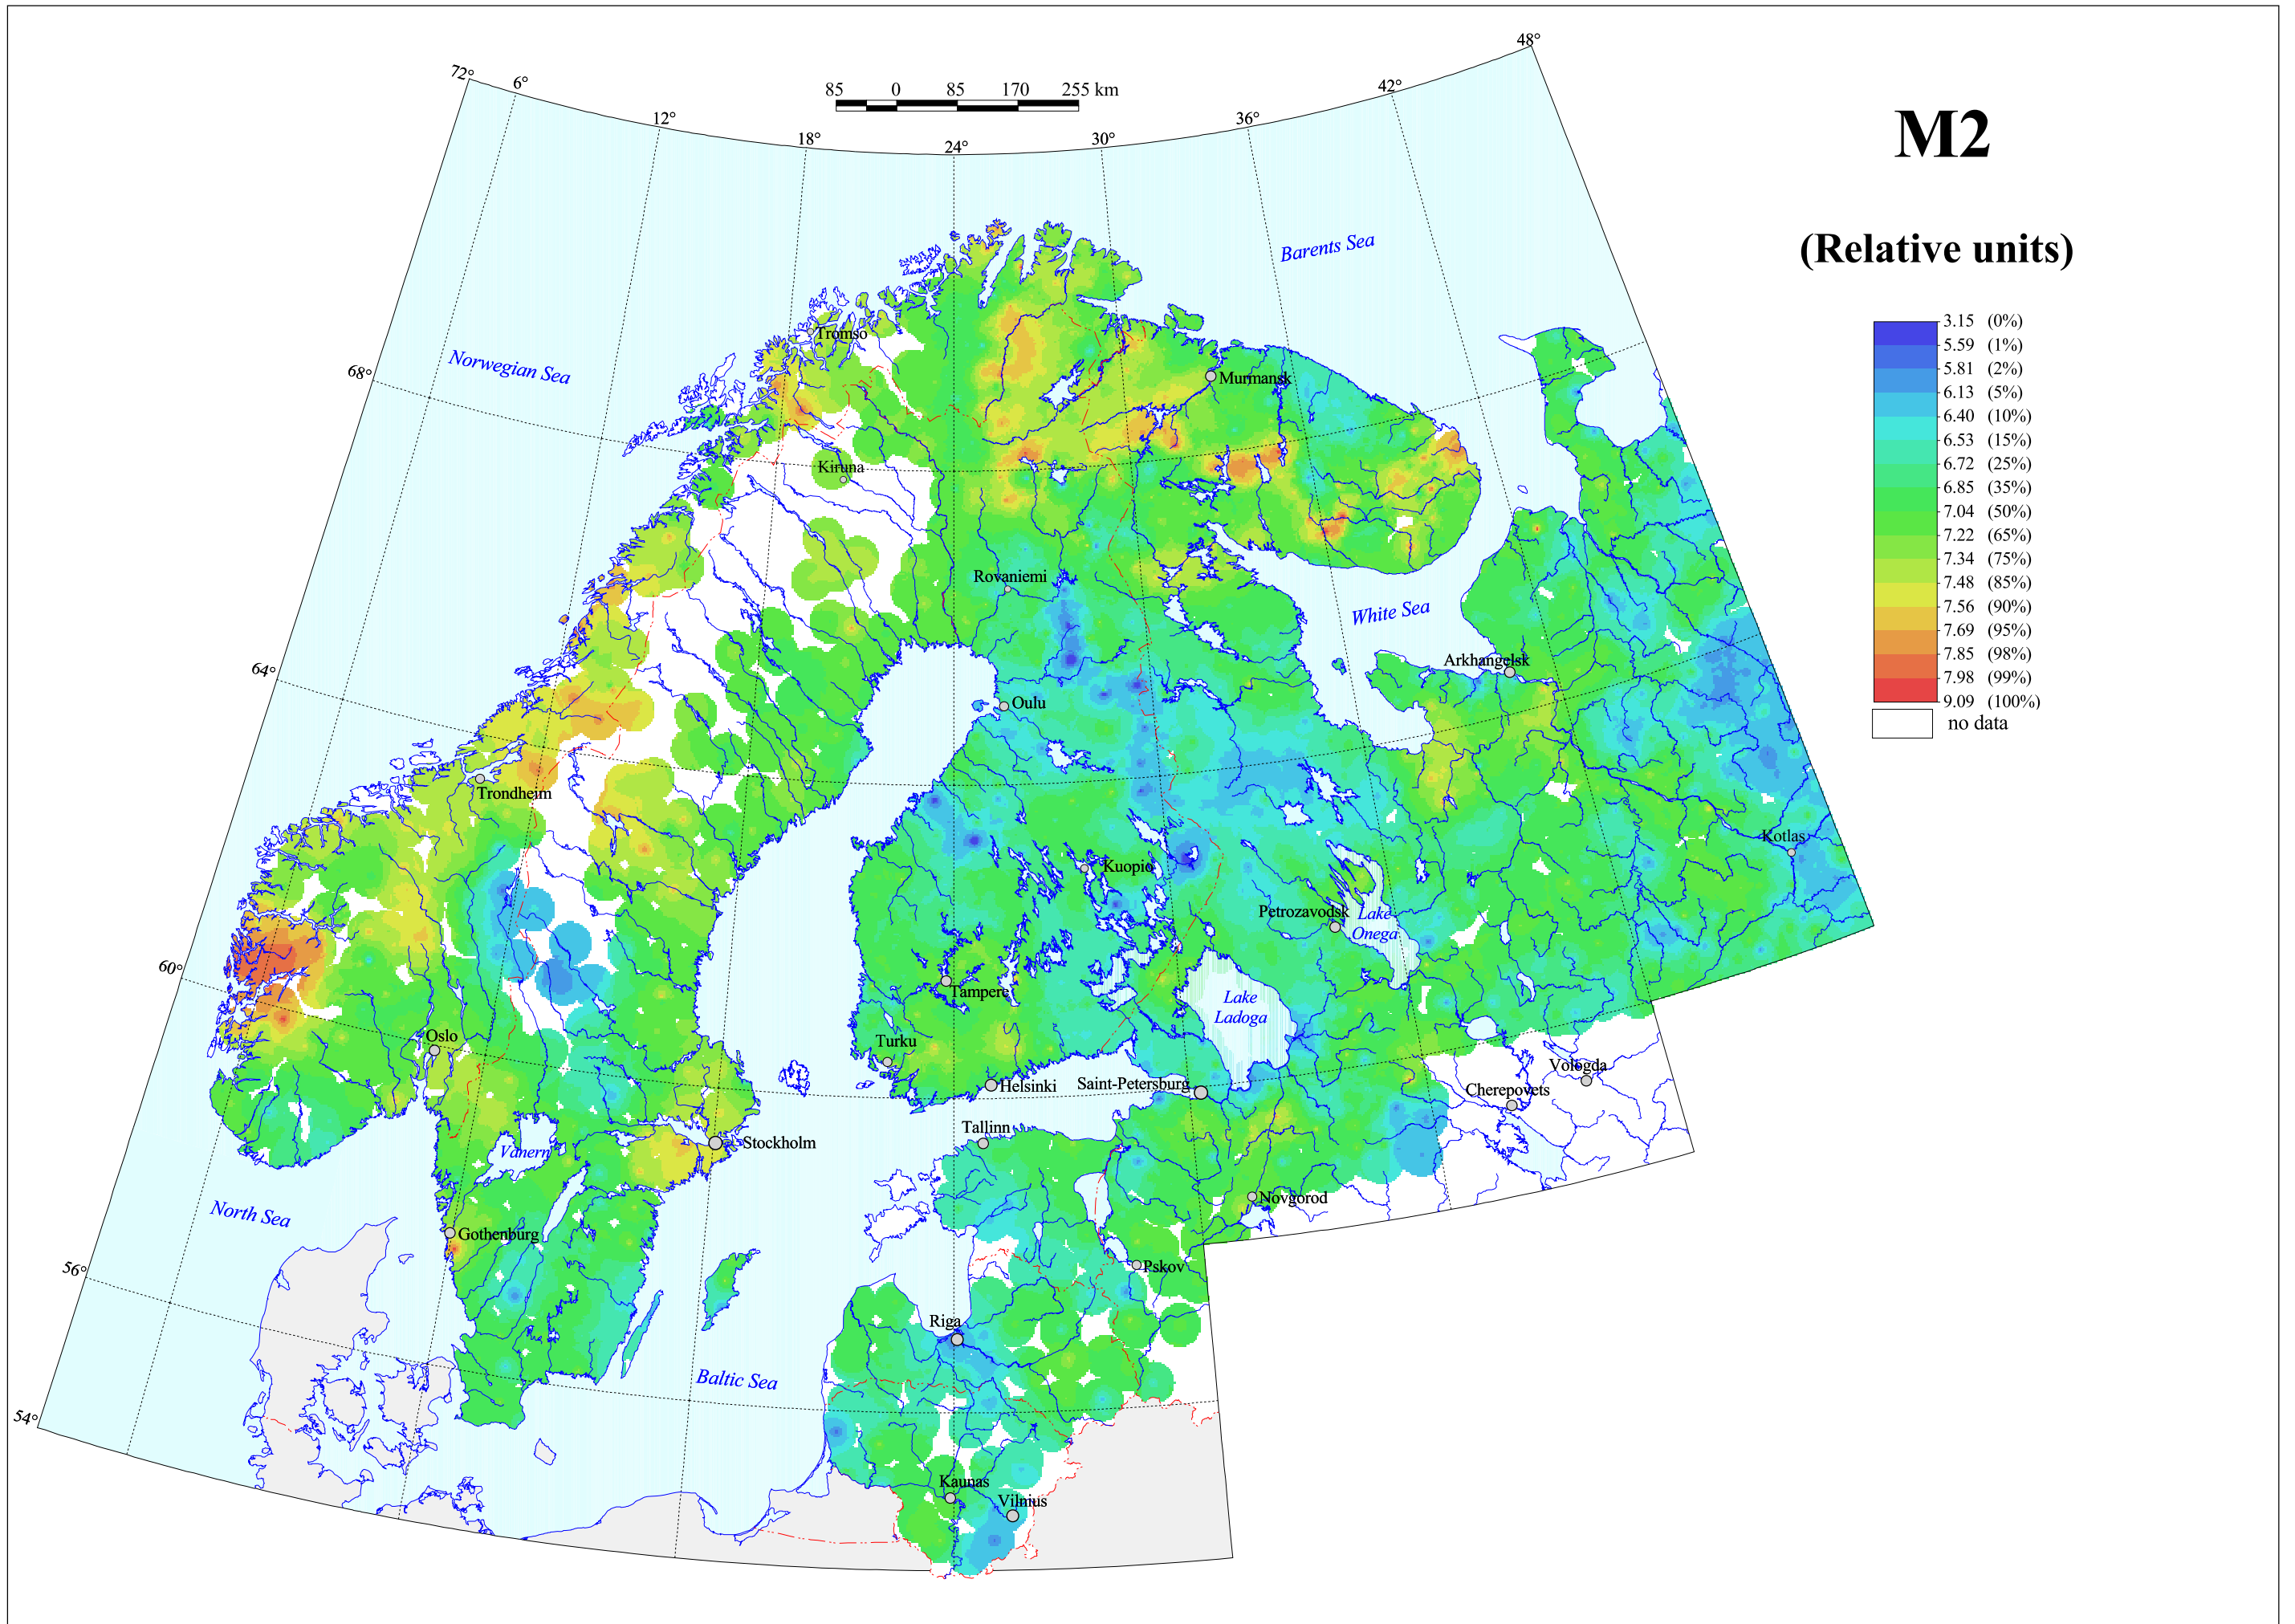 M2
(Relative units)
3.15 (0%)
5.59 (1%)
5.81 (2%)
6.13 (5%)
6.40 (10%)
6.53 (15%)
6.72 (25%)
6.85 (35%)
7.04 (50%)
7.22 (65%)
7.34 (75%)
7.48 (85%)
7.56 (90%)
7.69 (95%)
7.85 (98%)
7.98 (99%)
9.09 (100%)
no data
85 0 85 170 255 km
72°
6°
12°
18°
24°
30°
36°
42°
48°
68°
64°
60°
56°
54°
Barents Sea
Norwegian Sea
Tromso
Murmansk
Kiruna
Rovaniemi
White Sea
Arkhangelsk
Oulu
Trondheim
Kotlas
Kuopio
Petrozavodsk
Lake
Onega
Tampere
Lake
Ladoga
Oslo
Turku
Helsinki
Saint-Petersburg
Vologda
Cherepovets
Tallinn
Stockholm
Vanern
Novgorod
North Sea
Gothenburg
Pskov
Riga
Baltic Sea
Kaunas
Vilnius